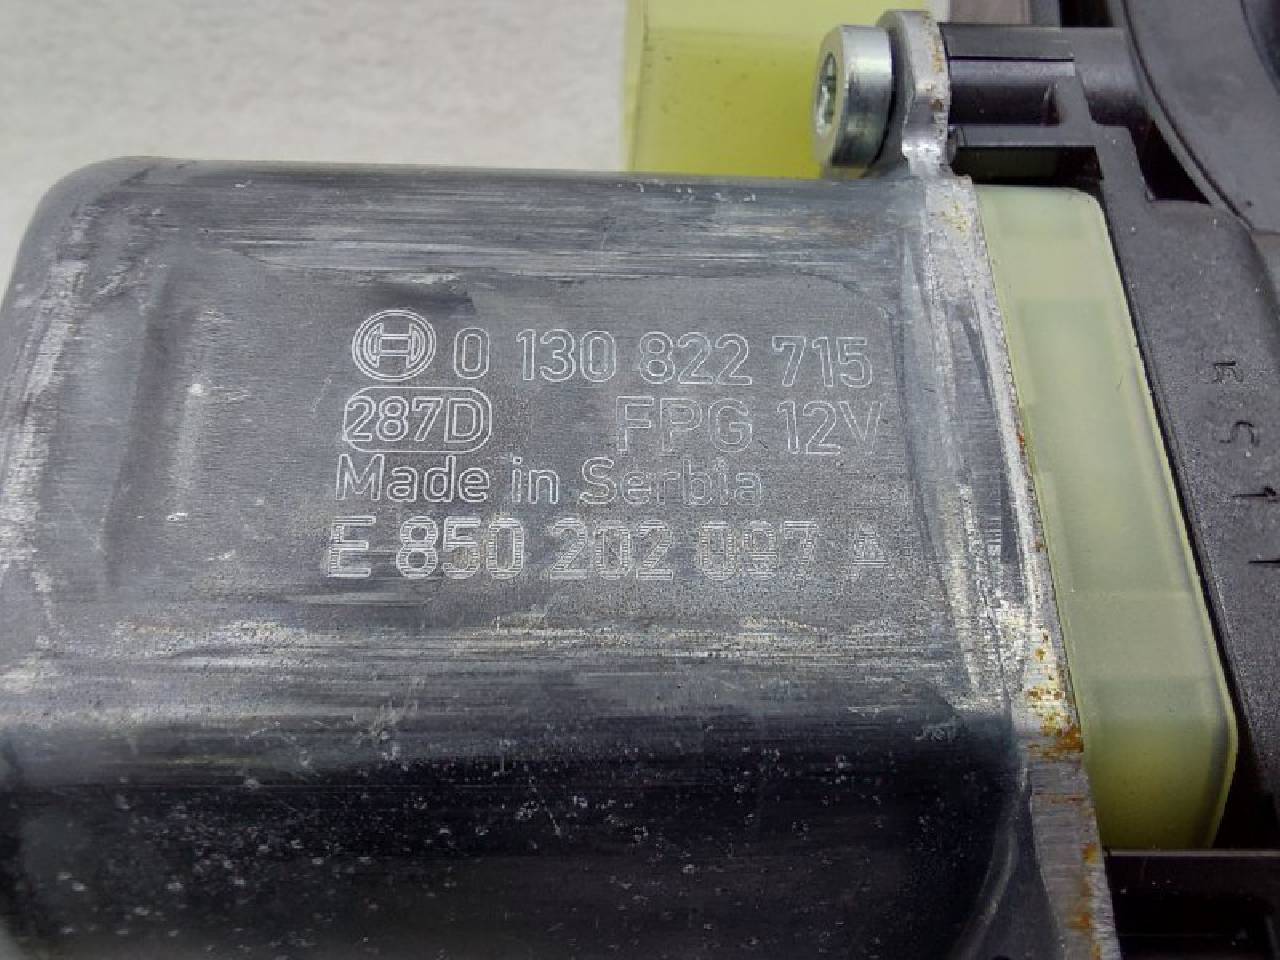 0 130 822 715
287D FPG 12V
Made in Serbia
E 850 202 097 A